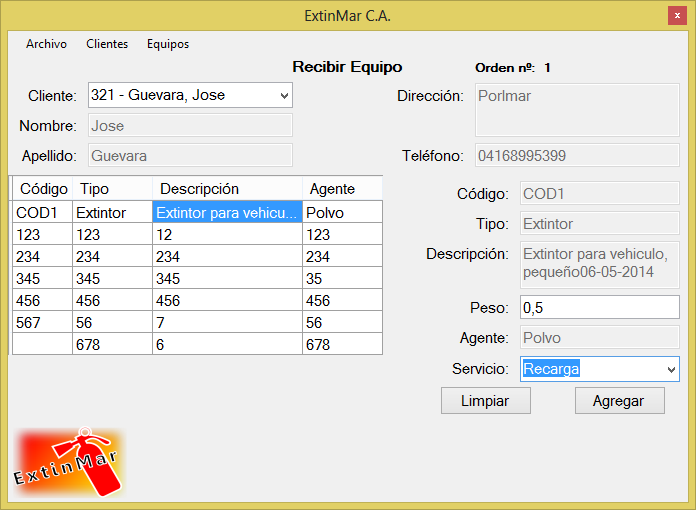 ExtinMar C.A.
x
Archivo Clientes Equipos
Recibir Equipo Orden nº: 1
Cliente: 321 - Guevara, Jose
Nombre: Jose
Apellido: Guevara
Dirección: Porlmar
Teléfono: 04168995399
Código Tipo Descripción Agente
COD1 Extintor Extintor para vehicu... Polvo
123 123 12 123
234 234 234 234
345 345 345 35
456 456 456 456
567 56 7 56
678 6 678
Código: COD1
Tipo: Extintor
Descripción: Extintor para vehiculo,
pequeño06-05-2014
Peso: 0,5
Agente: Polvo
Servicio: Recarga
Limpiar Agregar
ExtinMar